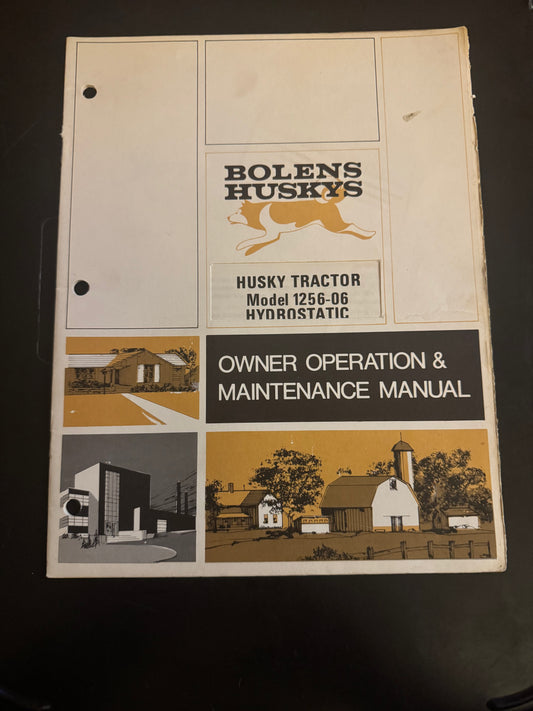 BOLENS
HUSKYS
HUSKY TRACTOR
Model 1256-06
HYDROSTATIC
OWNER OPERATION &
MAINTENANCE MANUAL